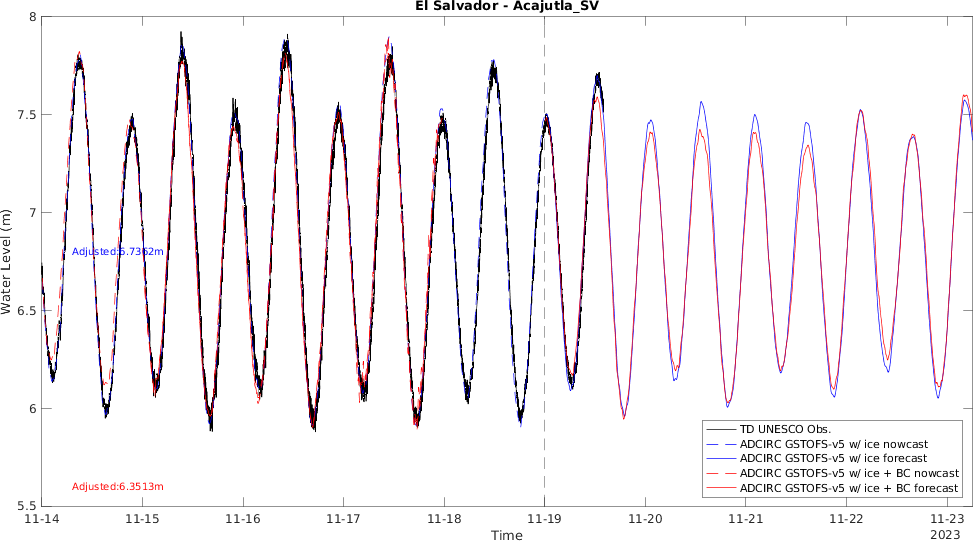 El Salvador - Acajutla_SV
8
7.5
7
6.5
6
5.5
Water Level (m)
Adjusted:6.7362m
Adjusted:6.3513m
TD UNESCO Obs.
ADCIRC GSTOFS-v5 w/ ice nowcast
ADCIRC GSTOFS-v5 w/ ice forecast
ADCIRC GSTOFS-v5 w/ ice + BC nowcast
ADCIRC GSTOFS-v5 w/ ice + BC forecast
11-14 11-15 11-16 11-17 11-18 11-19 11-20 11-21 11-22 11-23
Time
2023